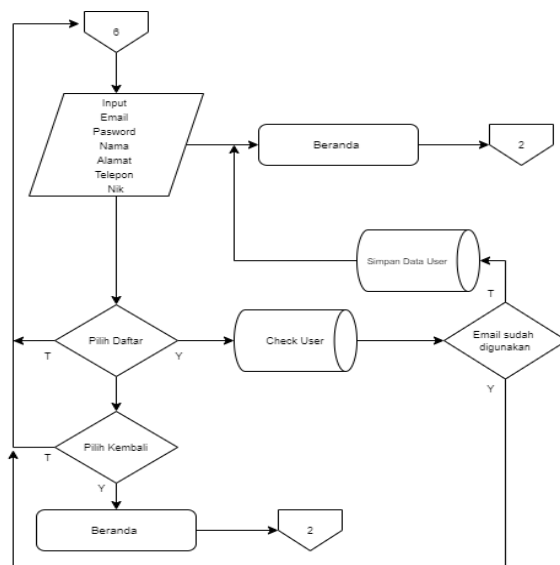 6
Input
Email
Pasword
Nama
Alamat
Telepon
Nik
Beranda
2
Simpan Data User
T
Pilih Daftar
T
Y
Check User
Email sudah
digunakan
Y
Pilih Kembali
T
Y
Beranda
2